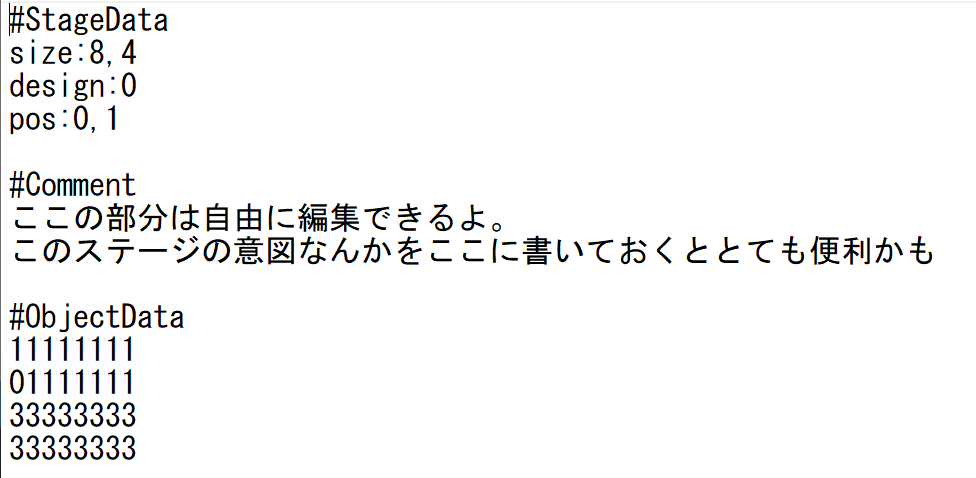 #StageData
size:8,4
design:0
pos:0,1
#Comment
ここの部分は自由に編集できるよ。
このステージの意図なんかをここに書いておくととても便利かも
#ObjectData
11111111
01111111
33333333
33333333